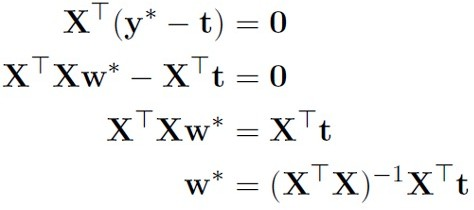 X⊤(y* − t) = 0
X⊤Xw* − X⊤t = 0
X⊤Xw* = X⊤t
w* = (X⊤X)⁻¹X⊤t